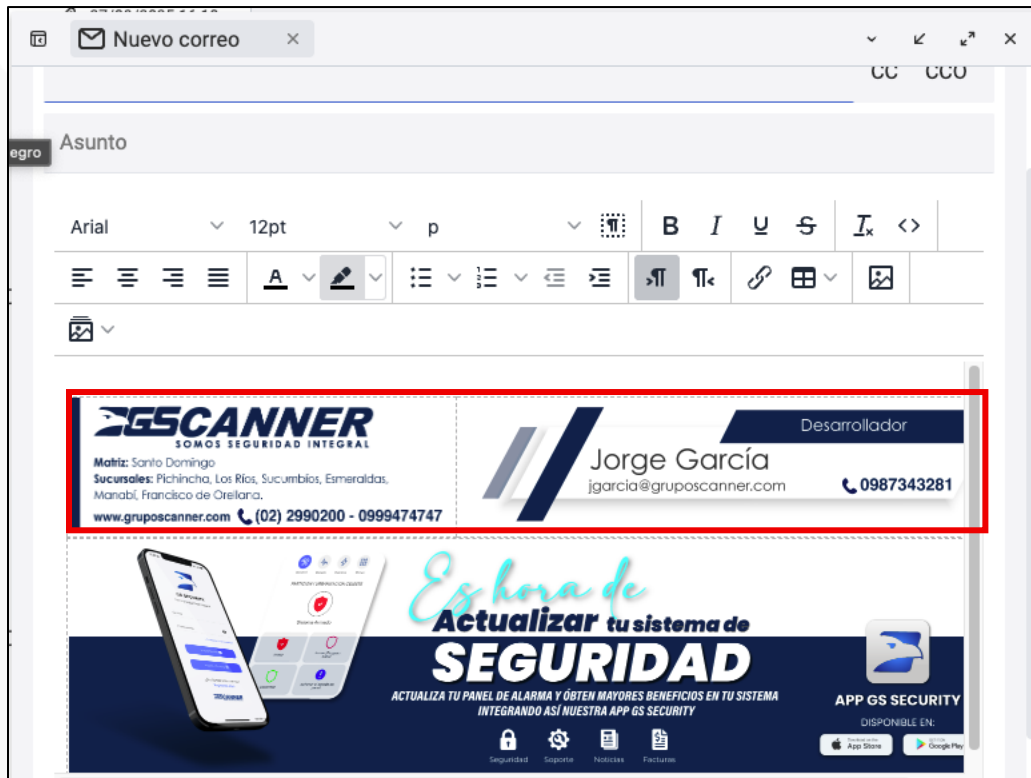 Nuevo correo
CC CCO
Asunto
egro
Arial 12pt p
GSCANNER
SOMOS SEGURIDAD INTEGRAL
Matriz: Santo Domingo
Sucursales: Pichincha, Los Ríos, Sucumbíos, Esmeraldas,
Manabí, Francisco de Orellana.
www.gruposcanner.com (02) 2990200 - 0999474747
Desarrollador
Jorge García
jgarcia@gruposcanner.com 0987343281
Es hora de
Actualizar tu sistema de
SEGURIDAD
ACTUALIZA TU PANEL DE ALARMA Y ÓBTEN MAYORES BENEFICIOS EN TU SISTEMA
INTEGRANDO ASÍ NUESTRA APP GS SECURITY
Seguridad Soporte Noticias Facturas
APP GS SECURITY
DISPONIBLE EN:
App Store Google Play